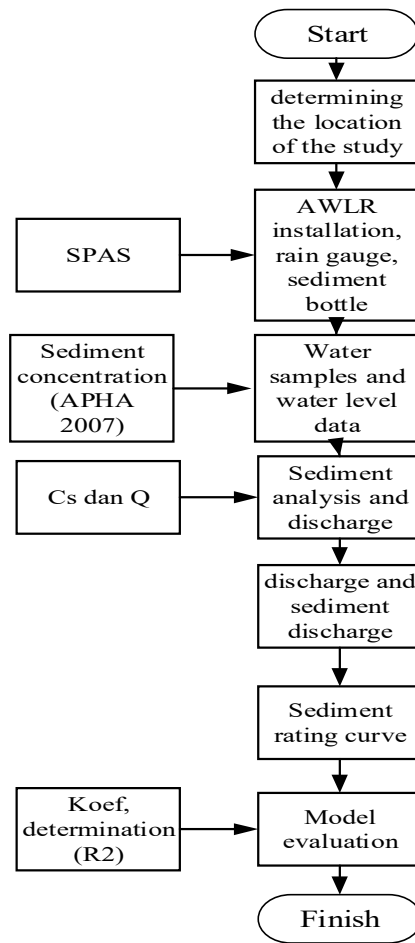 Start
determining
the location
of the study
AWLR
installation,
rain gauge,
sediment
bottle
SPAS
Water
samples and
water level
data
Sediment
concentration
(APHA
2007)
Sediment
analysis and
discharge
Cs dan Q
discharge and
sediment
discharge
Sediment
rating curve
Model
evaluation
Koef,
determination
(R2)
Finish